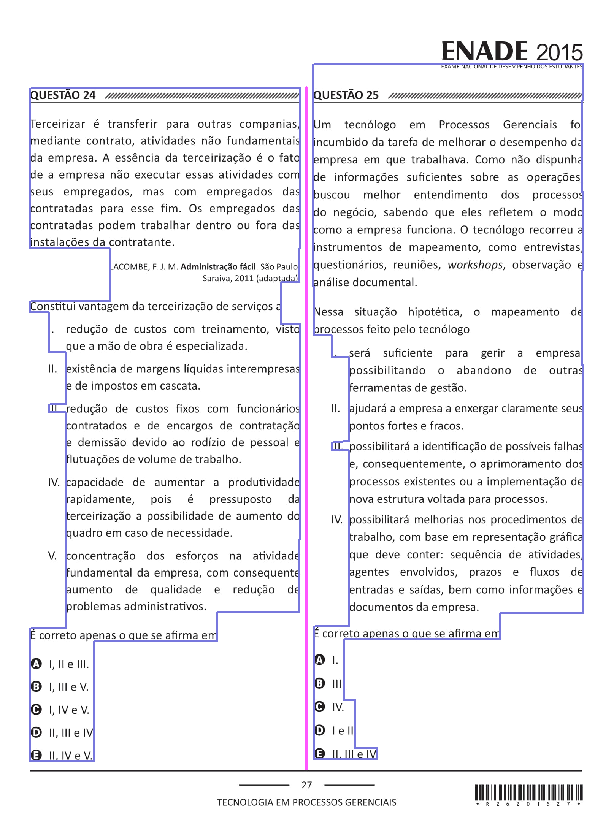 ENADE 2015
EXAME NACIONAL DE DESEMPENHO DOS ESTUDANTES
QUESTÃO 24
Terceirizar é transferir para outras companhias,
mediante contrato, atividades não fundamentais
da empresa. A essência da terceirização é o fato
de a empresa não executar essas atividades com
seus empregados, mas com empregados das
contratadas para esse fim. Os empregados das
contratadas podem trabalhar dentro ou fora das
instalações da contratante.
LACOMBE, F. J. M. Administração fácil. São Paulo:
Saraiva, 2011 (adaptado).
Constitui vantagem da terceirização de serviços a
I. redução de custos com treinamento, visto
que a mão de obra é especializada.
II. existência de margens líquidas interempresas
e de impostos em cascata.
III. redução de custos fixos com funcionários
contratados e de encargos de contratação
e demissão devido ao rodízio de pessoal e
flutuações de volume de trabalho.
IV. capacidade de aumentar a produtividade
rapidamente, pois é pressuposto da
terceirização a possibilidade de aumento do
quadro em caso de necessidade.
V. concentração dos esforços na atividade
fundamental da empresa, com consequente
aumento de qualidade e redução de
problemas administrativos.
É correto apenas o que se afirma em
A I, II e III.
B I, III e V.
C I, IV e V.
D II, III e IV
E II, IV e V.
QUESTÃO 25
Um tecnólogo em Processos Gerenciais foi
incumbido da tarefa de melhorar o desempenho da
empresa em que trabalhava. Como não dispunha
de informações suficientes sobre as operações,
buscou melhor entendimento dos processos
do negócio, sabendo que eles refletem o modo
como a empresa funciona. O tecnólogo recorreu a
instrumentos de mapeamento, como entrevistas,
questionários, reuniões, workshops, observação e
análise documental.
Nessa situação hipotética, o mapeamento de
processos feito pelo tecnólogo
I. será suficiente para gerir a empresa,
possibilitando o abandono de outras
ferramentas de gestão.
II. ajudará a empresa a enxergar claramente seus
pontos fortes e fracos.
III. possibilitará a identificação de possíveis falhas
e, consequentemente, o aprimoramento dos
processos existentes ou a implementação de
nova estrutura voltada para processos.
IV. possibilitará melhorias nos procedimentos de
trabalho, com base em representação gráfica
que deve conter: sequência de atividades,
agentes envolvidos, prazos e fluxos de
entradas e saídas, bem como informações e
documentos da empresa.
É correto apenas o que se afirma em
A I.
B III.
C IV.
D I e II.
E II, III e IV.
27
TECNOLOGIA EM PROCESSOS GERENCIAIS
*R26201527*